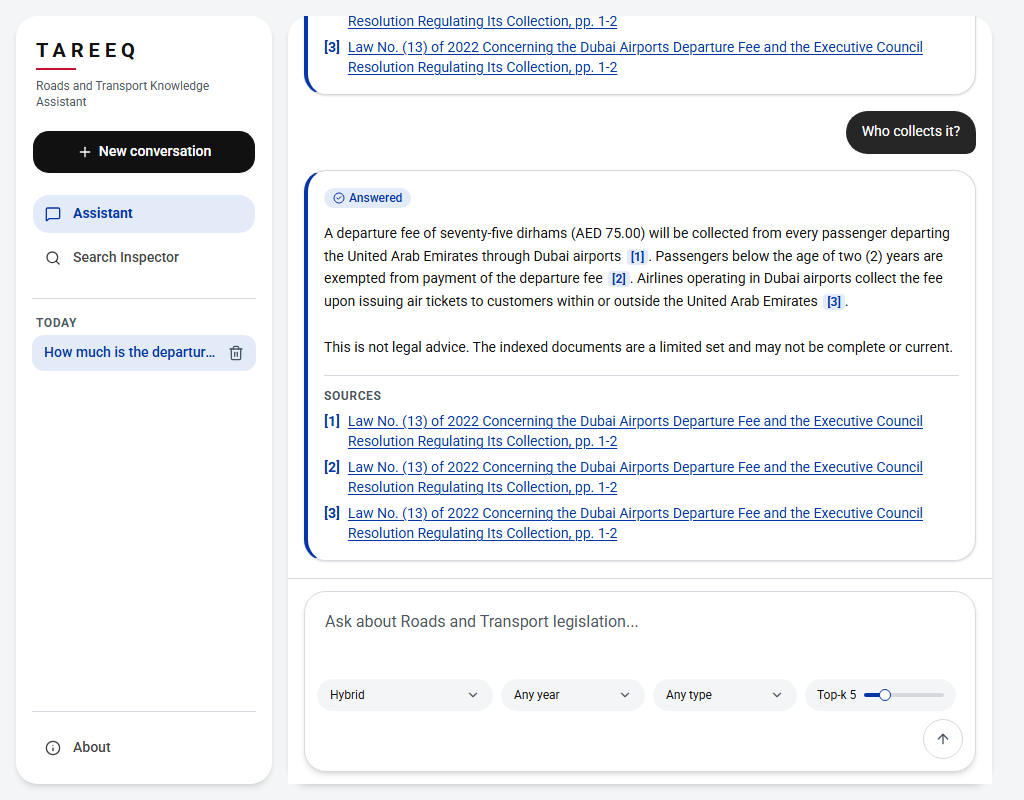 TAREEQ
Roads and Transport Knowledge
Assistant
New conversation
Assistant
Search Inspector
TODAY
How much is the departur...
About
Resolution Regulating Its Collection, pp. 1-2
[3] Law No. (13) of 2022 Concerning the Dubai Airports Departure Fee and the Executive Council
Resolution Regulating Its Collection, pp. 1-2
Who collects it?
Answered
A departure fee of seventy-five dirhams (AED 75.00) will be collected from every passenger departing
the United Arab Emirates through Dubai airports [1]. Passengers below the age of two (2) years are
exempted from payment of the departure fee [2]. Airlines operating in Dubai airports collect the fee
upon issuing air tickets to customers within or outside the United Arab Emirates [3].
This is not legal advice. The indexed documents are a limited set and may not be complete or current.
SOURCES
[1] Law No. (13) of 2022 Concerning the Dubai Airports Departure Fee and the Executive Council
Resolution Regulating Its Collection, pp. 1-2
[2] Law No. (13) of 2022 Concerning the Dubai Airports Departure Fee and the Executive Council
Resolution Regulating Its Collection, pp. 1-2
[3] Law No. (13) of 2022 Concerning the Dubai Airports Departure Fee and the Executive Council
Resolution Regulating Its Collection, pp. 1-2
Ask about Roads and Transport legislation...
Hybrid Any year Any type Top-k 5